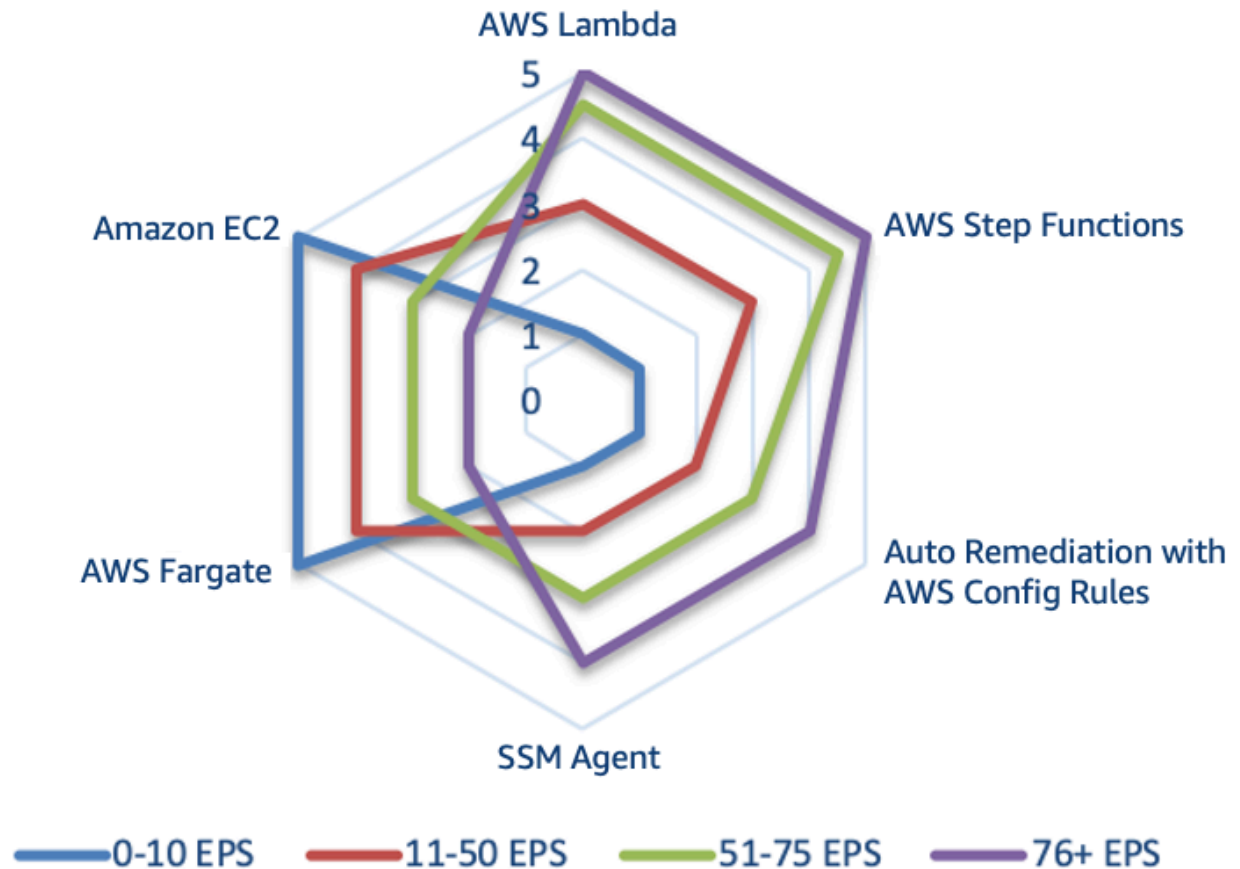 AWS Lambda
5
4
3
2
1
0
Amazon EC2
AWS Step Functions
AWS Fargate
Auto Remediation with
AWS Config Rules
SSM Agent
0-10 EPS
11-50 EPS
51-75 EPS
76+ EPS